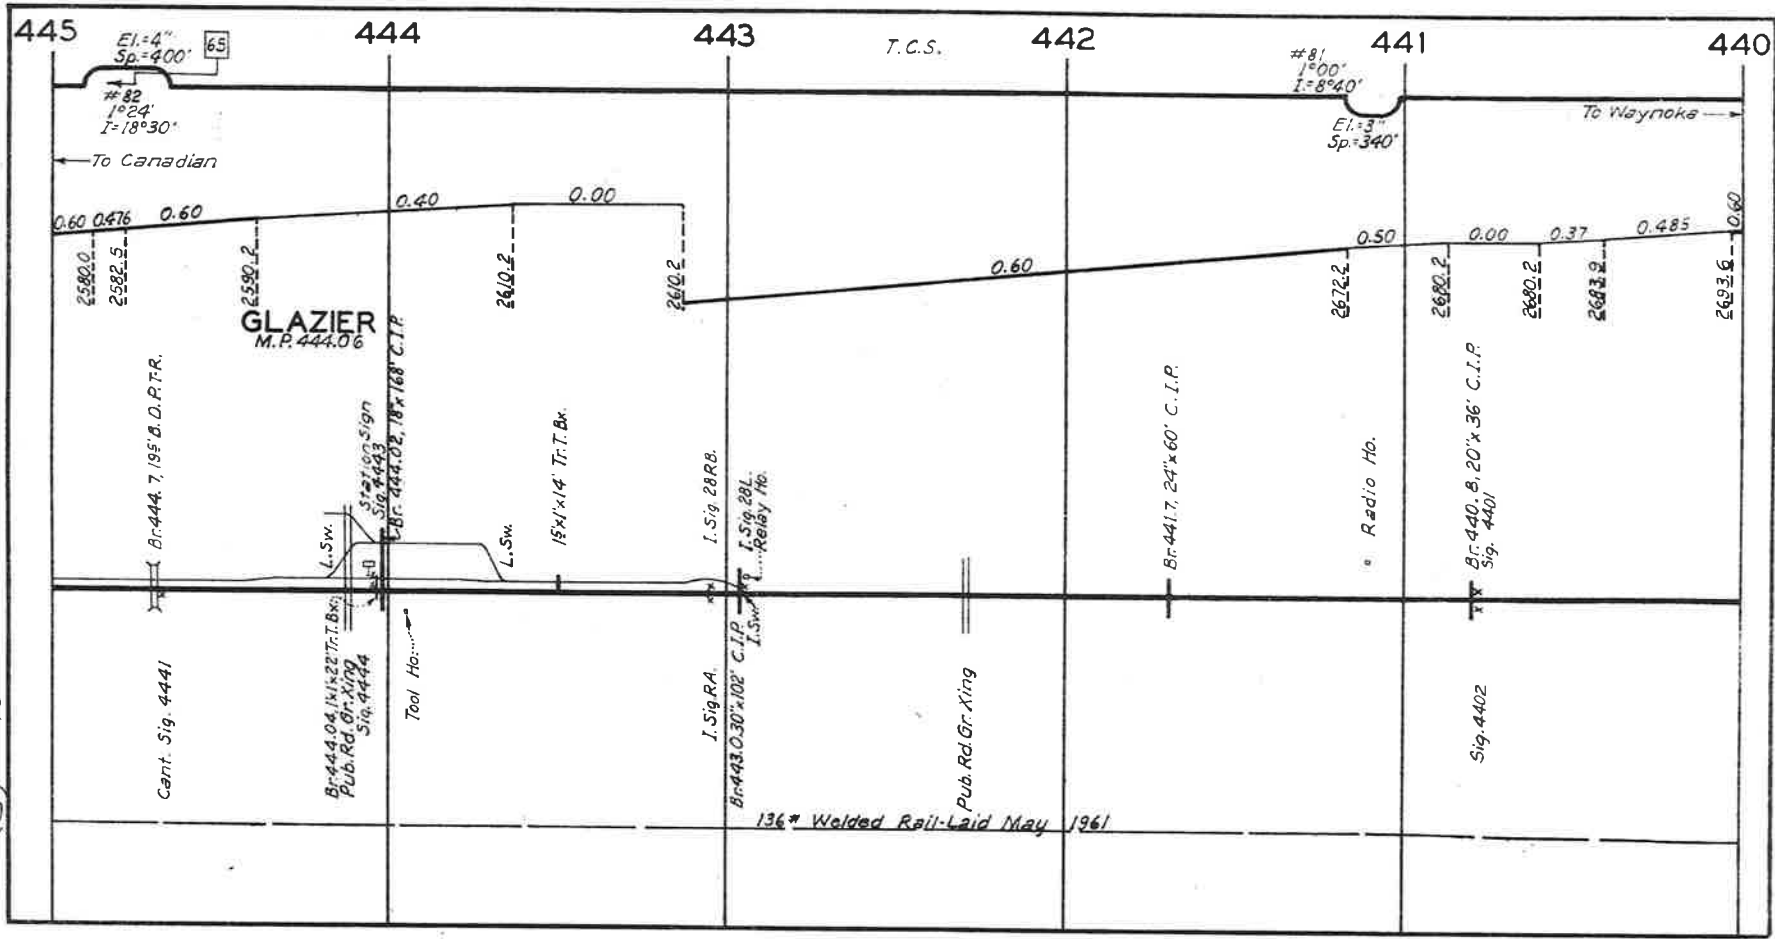 445
444
443
T.C.S.
442
441
440
El.=4"
Sp.=400'
65
#82
1°24'
I=18°30'
#81
1°00'
I.=8°40'
El.=3"
Sp.=340'
To Waynoka
To Canadian
0.60 0.476 0.60 0.40 0.00 0.60 0.50 0.00 0.37 0.485 0.60
2580.0
2582.5
2590.2
2610.2
2610.2
2672.2
2680.2
2680.2
2683.9
2693.6
GLAZIER
M.P. 444.06
Br. 444.7, B.D.P.T.R.
L.Sw.
Station Sign
Sig. 4443
Br. 444.02, 18" x 168' C.I.P.
L.Sw.
Tr.T.Bx.
I. Sig. 28RB.
I. Sig. 28L.
Relay Ho.
Br. 441.7, 24" x 60' C.I.P.
Radio Ho.
Br. 440.8, 20" x 36' C.I.P.
Sig. 4401
Cant. Sig. 4441
Br. 444.04, 1'x1'x22' Tr.T.Bx.
Pub. Rd. Gr. Xing
Sig. 4444
Tool Ho.
I. Sig. RA.
Br. 443.0, 30" x 102' C.I.P.
I. Sw.
Pub. Rd. Gr. Xing
Sig. 4402
136# Welded Rail-Laid May 1961